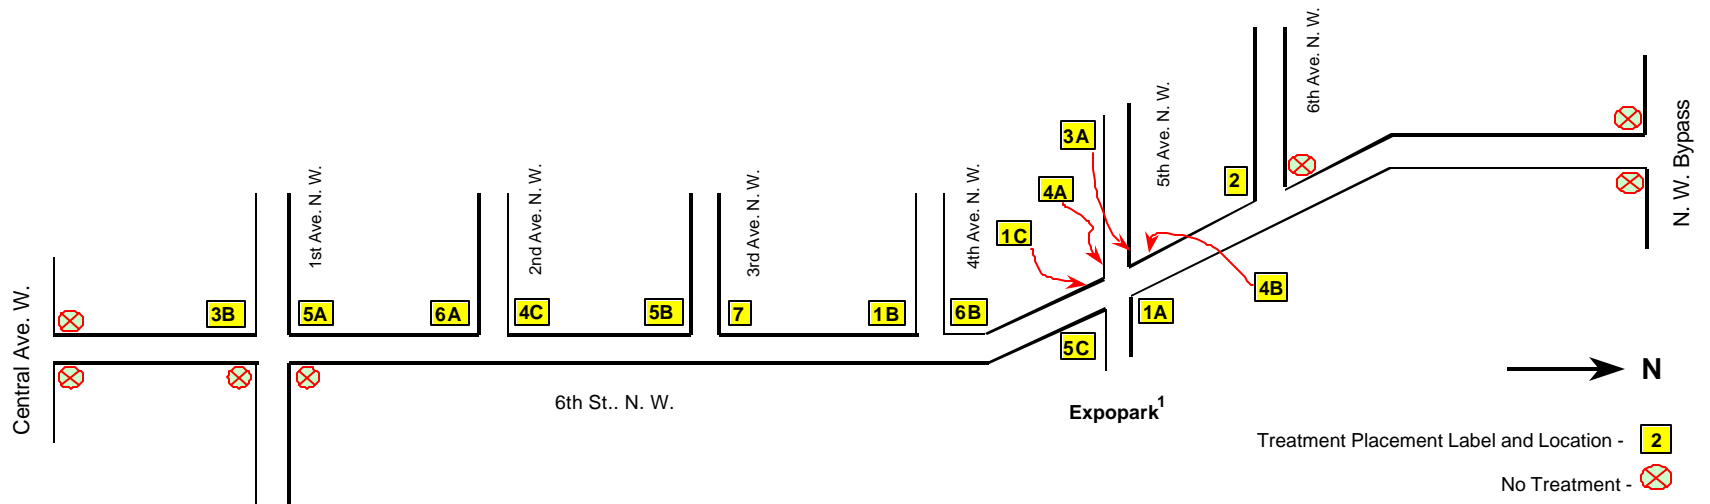 6th Ave. N. W.
5th Ave. N. W.
N. W. Bypass
3A
4A
2
1C
1st Ave. N. W.
2nd Ave. N. W.
3rd Ave. N. W.
4th Ave. N. W.
4B
3B
5A
6A
4C
5B
7
1B
6B
1A
5C
Central Ave. W.
6th St.. N. W.
N
Expopark1
Treatment Placement Label and Location - 2
No Treatment -